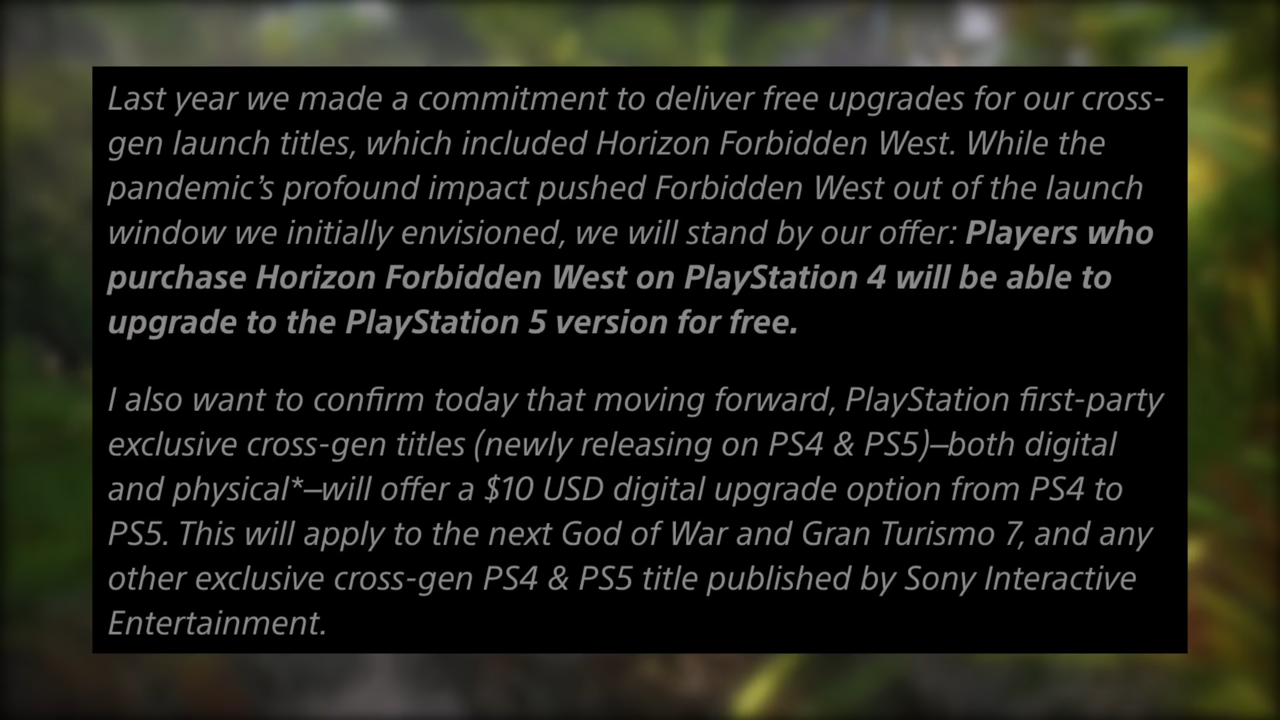 Last year we made a commitment to deliver free upgrades for our cross-
gen launch titles, which included Horizon Forbidden West. While the
pandemic’s profound impact pushed Forbidden West out of the launch
window we initially envisioned, we will stand by our offer: Players who
purchase Horizon Forbidden West on PlayStation 4 will be able to
upgrade to the PlayStation 5 version for free.
I also want to confirm today that moving forward, PlayStation first-party
exclusive cross-gen titles (newly releasing on PS4 & PS5)–both digital
and physical*–will offer a $10 USD digital upgrade option from PS4 to
PS5. This will apply to the next God of War and Gran Turismo 7, and any
other exclusive cross-gen PS4 & PS5 title published by Sony Interactive
Entertainment.